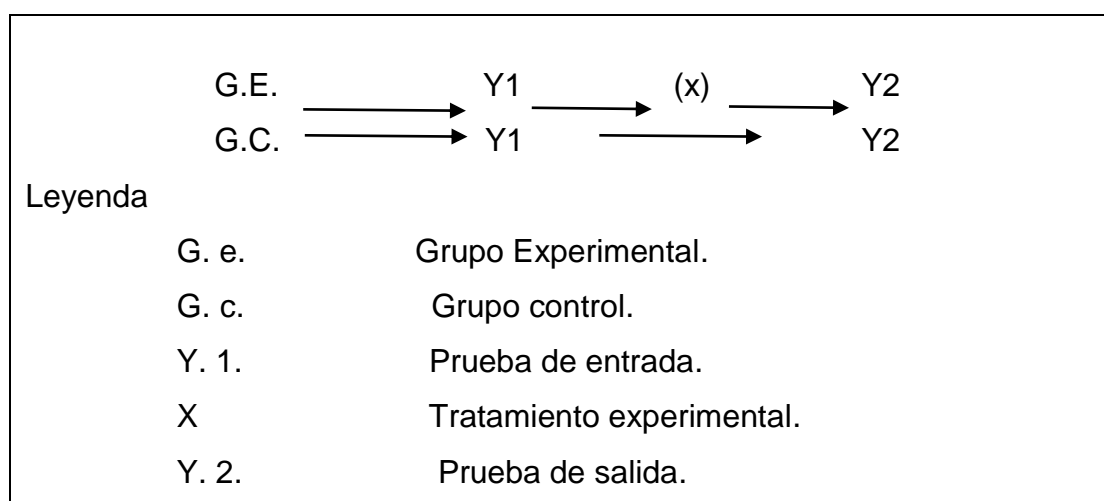 G.E. Y1 (x) Y2
G.C. Y1 Y2
Leyenda
G. e. Grupo Experimental.
G. c. Grupo control.
Y. 1. Prueba de entrada.
X Tratamiento experimental.
Y. 2. Prueba de salida.